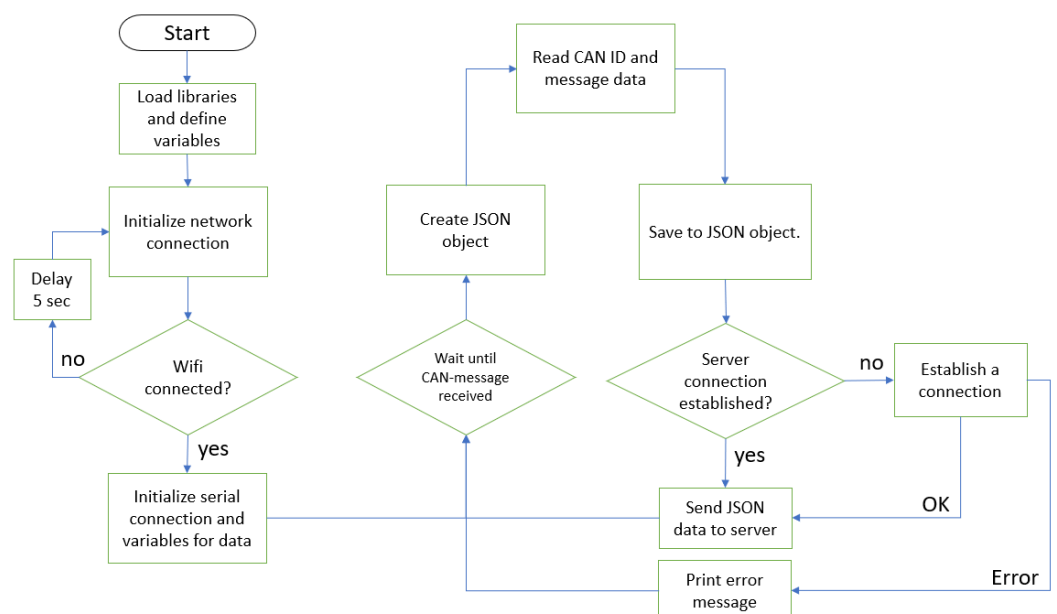 Start
Load libraries
and define
variables
Initialize network
connection
Delay
5 sec
no
Wifi
connected?
yes
Initialize serial
connection and
variables for data
Wait until
CAN-message
received
Create JSON
object
Read CAN ID and
message data
Save to JSON object.
Server
connection
established?
no
Establish a
connection
yes
OK
Send JSON
data to server
Error
Print error
message